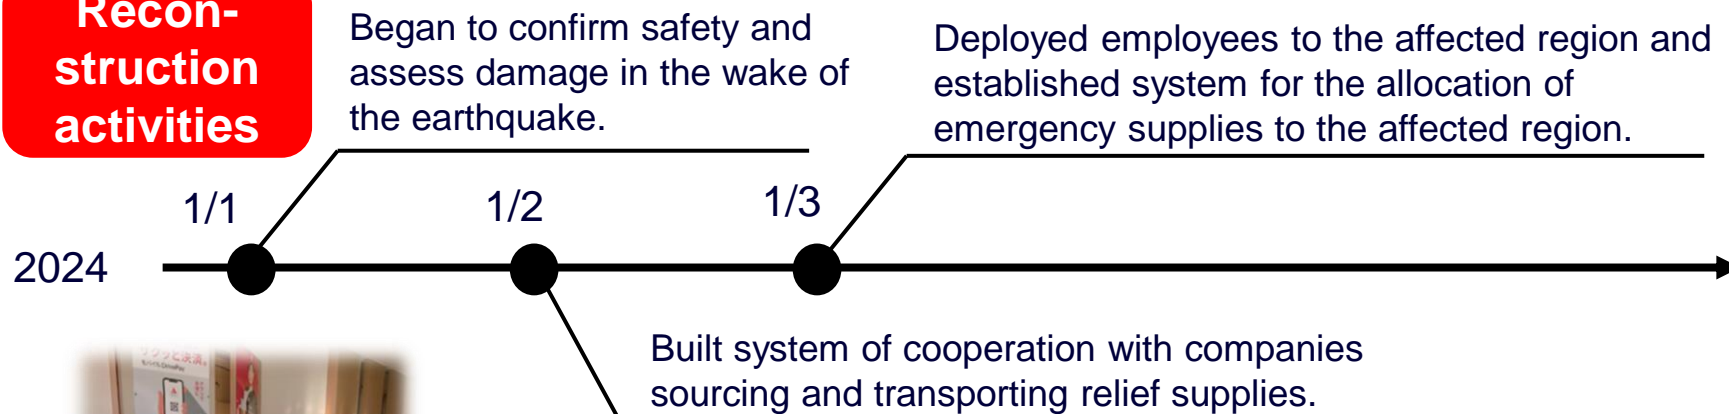 Recon-
struction
activities
Began to confirm safety and
assess damage in the wake of
the earthquake.
Deployed employees to the affected region and
established system for the allocation of
emergency supplies to the affected region.
1/1
1/2
1/3
2024
Built system of cooperation with companies
sourcing and transporting relief supplies.